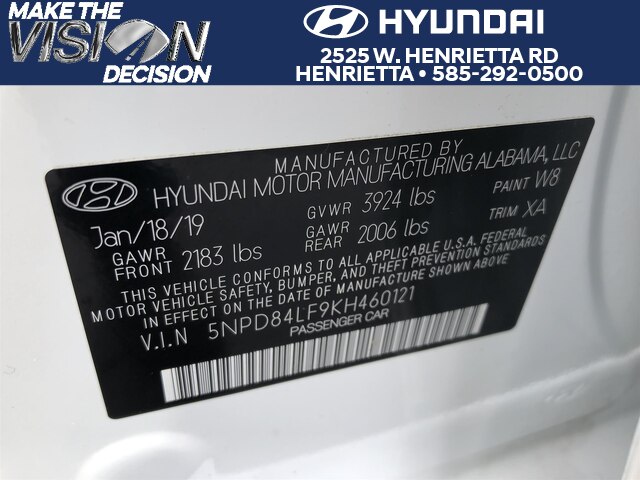 MAKE THE
VISION
DECISION
HYUNDAI
2525 W. HENRIETTA RD
HENRIETTA • 585-292-0500
MANUFACTURED BY
HYUNDAI MOTOR MANUFACTURING ALABAMA, LLC
Jan/18/19 GVWR 3924 lbs PAINT W8
GAWR FRONT 2183 lbs GAWR REAR 2006 lbs TRIM XA
THIS VEHICLE CONFORMS TO ALL APPLICABLE U.S.A. FEDERAL
MOTOR VEHICLE SAFETY, BUMPER, AND THEFT PREVENTION STANDARDS
IN EFFECT ON THE DATE OF MANUFACTURE SHOWN ABOVE
V.I.N 5NPD84LF9KH460121
PASSENGER CAR